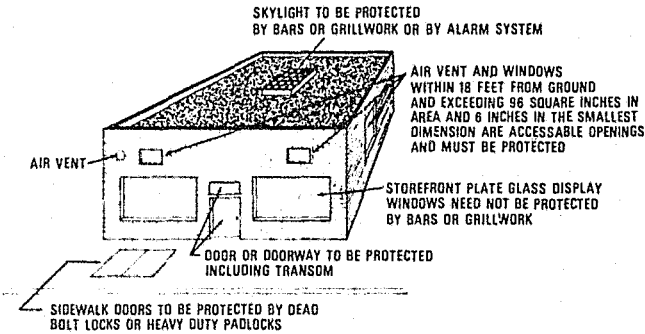 SKYLIGHT TO BE PROTECTED
BY BARS OR GRILLWORK OR BY ALARM SYSTEM
AIR VENT AND WINDOWS
WITHIN 18 FEET FROM GROUND
AND EXCEEDING 96 SQUARE INCHES IN
AREA AND 6 INCHES IN THE SMALLEST
DIMENSION ARE ACCESSABLE OPENINGS
AND MUST BE PROTECTED
AIR VENT
STOREFRONT PLATE GLASS DISPLAY
WINDOWS NEED NOT BE PROTECTED
BY BARS OR GRILLWORK
DOOR OR DOORWAY TO BE PROTECTED
INCLUDING TRANSOM
SIDEWALK DOORS TO BE PROTECTED BY DEAD
BOLT LOCKS OR HEAVY DUTY PADLOCKS